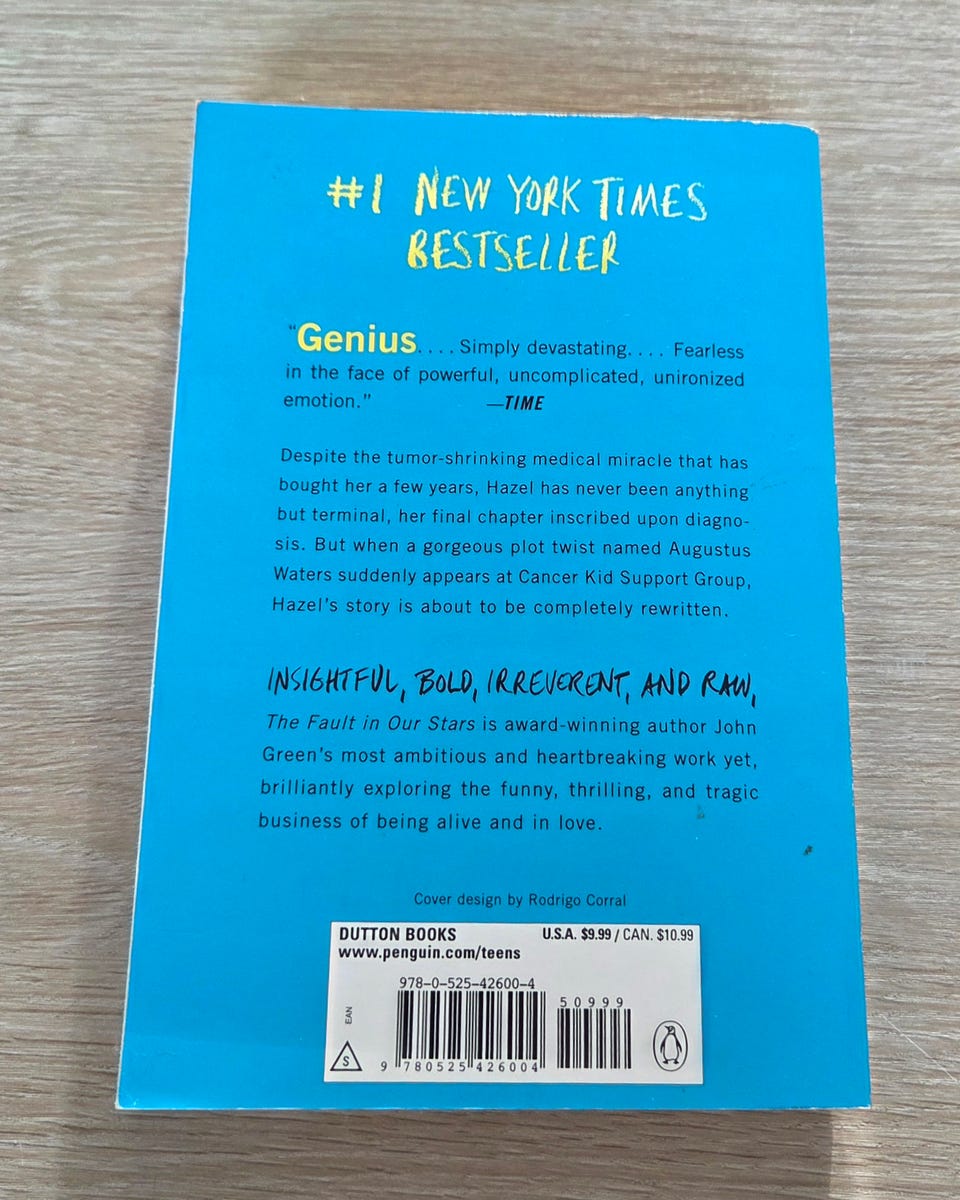 #1 NEW YORK TIMES
BESTSELLER
"Genius.... Simply devastating.... Fearless
in the face of powerful, uncomplicated, unironized
emotion." —TIME
Despite the tumor-shrinking medical miracle that has
bought her a few years, Hazel has never been anything
but terminal, her final chapter inscribed upon diagno-
sis. But when a gorgeous plot twist named Augustus
Waters suddenly appears at Cancer Kid Support Group,
Hazel's story is about to be completely rewritten.
INSIGHTFUL, BOLD, IRREVERENT, AND RAW,
The Fault in Our Stars is award-winning author John
Green's most ambitious and heartbreaking work yet,
brilliantly exploring the funny, thrilling, and tragic
business of being alive and in love.
Cover design by Rodrigo Corral
DUTTON BOOKS U.S.A. $9.99 / CAN. $10.99
www.penguin.com/teens
978-0-525-42600-4
50999
EAN
S
9 780525 426004